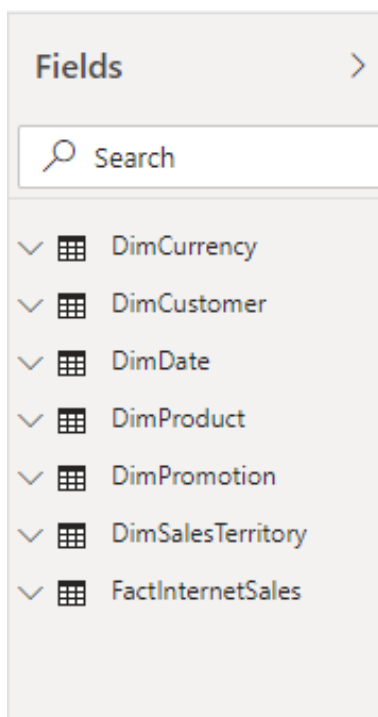 Fields
Search
DimCurrency
DimCustomer
DimDate
DimProduct
DimPromotion
DimSalesTerritory
FactInternetSales